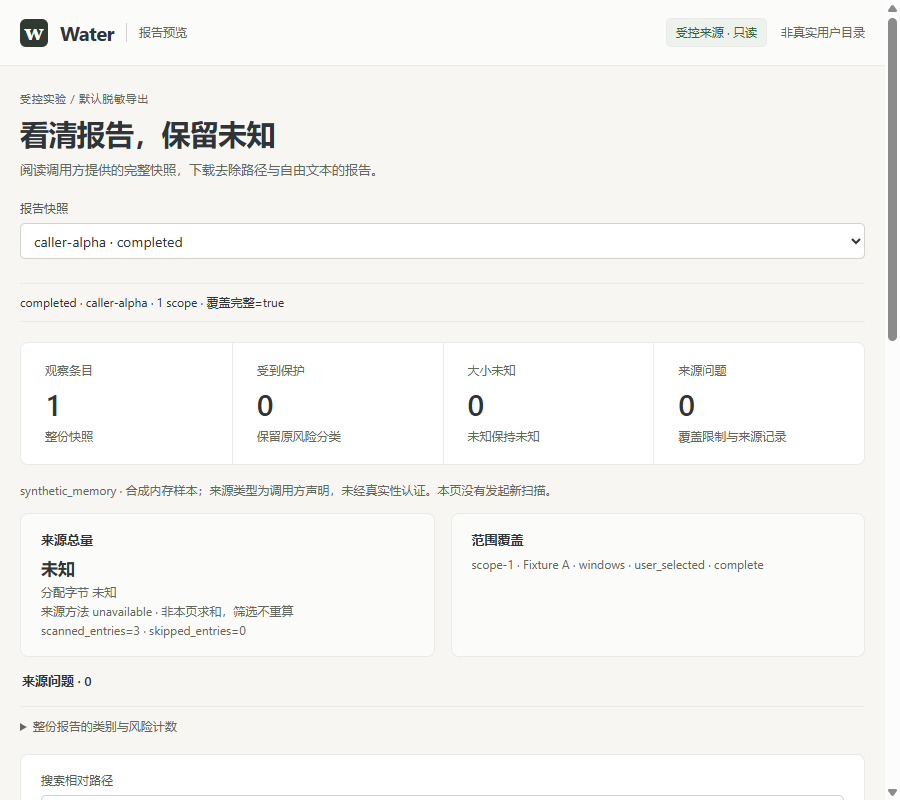 W Water 报告预览 受控来源 · 只读 非真实用户目录
受控实验 / 默认脱敏导出
看清报告，保留未知
阅读调用方提供的完整快照，下载去除路径与自由文本的报告。
报告快照
caller-alpha · completed
completed · caller-alpha · 1 scope · 覆盖完整=true
观察条目
1
整份快照
受到保护
0
保留原风险分类
大小未知
0
未知保持未知
来源问题
0
覆盖限制与来源记录
synthetic_memory · 合成内存样本；来源类型为调用方声明，未经真实性认证。本页没有发起新扫描。
来源总量
未知
分配字节 未知
来源方法 unavailable · 非本页求和，筛选不重算
scanned_entries=3 · skipped_entries=0
范围覆盖
scope-1 · Fixture A · windows · user_selected · complete
来源问题 · 0
整份报告的类别与风险计数
搜索相对路径